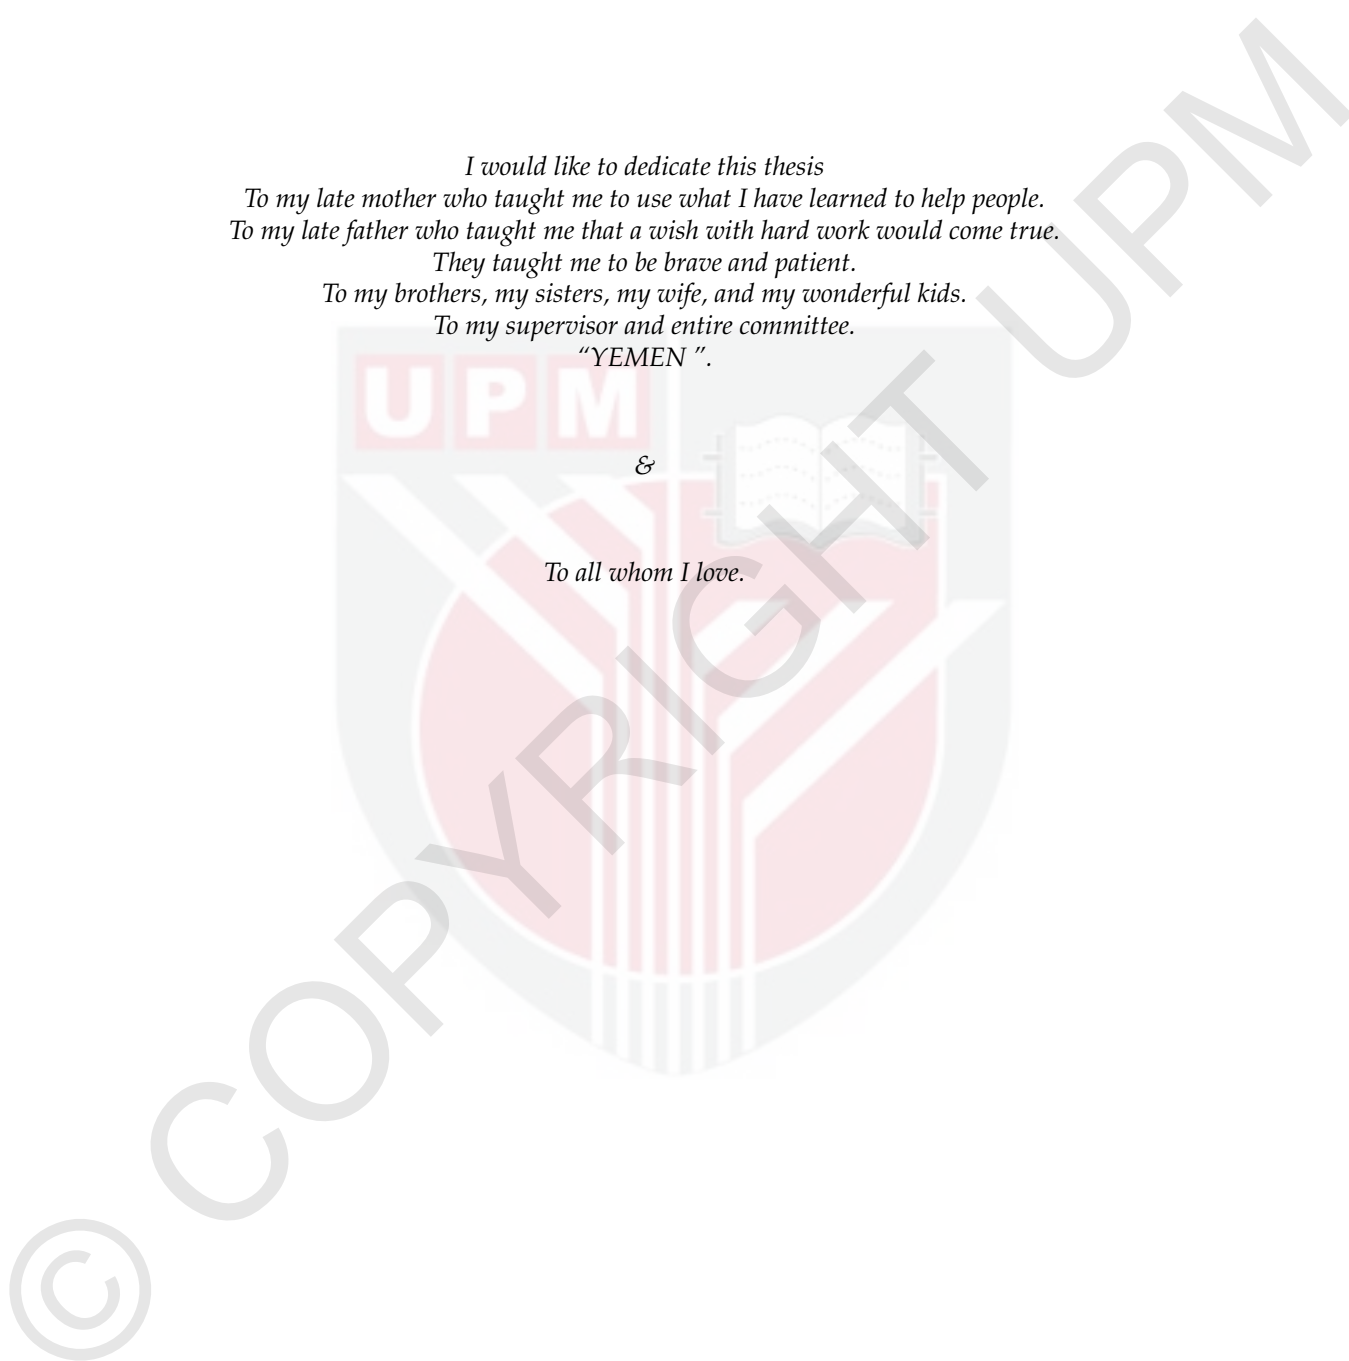 I would like to dedicate this thesis
To my late mother who taught me to use what I have learned to help people.
To my late father who taught me that a wish with hard work would come true.
They taught me to be brave and patient.
To my brothers, my sisters, my wife, and my wonderful kids.
To my supervisor and entire committee.
“YEMEN ”.
UPM
&
To all whom I love.
© COPYRIGHT UPM